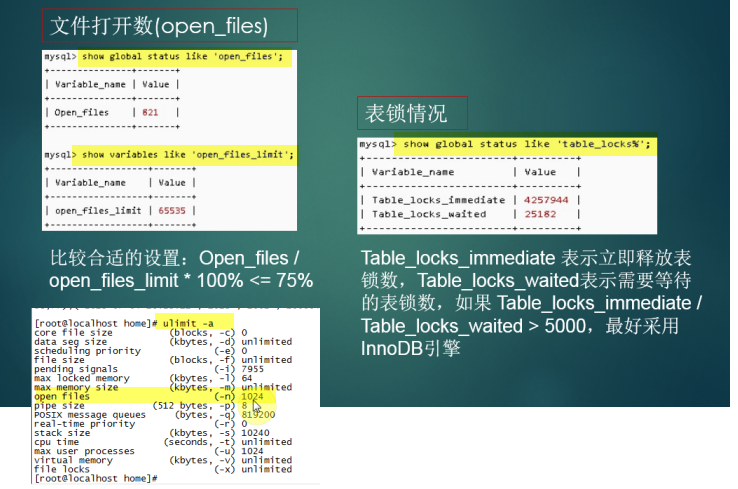 文件打开数(open_files)
mysql> show global status like 'open_files';
+---------------+-------+
| Variable_name | Value |
+---------------+-------+
| Open_files    | 821   |
+---------------+-------+
mysql> show variables like 'open_files_limit';
+------------------+-------+
| Variable_name    | Value |
+------------------+-------+
| open_files_limit | 65535 |
+------------------+-------+
比较合适的设置：Open_files /
open_files_limit * 100% <= 75%
[root@localhost home]# ulimit -a
core file size (blocks, -c) 0
data seg size (kbytes, -d) unlimited
scheduling priority (-e) 0
file size (blocks, -f) unlimited
pending signals (-i) 7955
max locked memory (kbytes, -l) 64
max memory size (kbytes, -m) unlimited
open files (-n) 1024
pipe size (512 bytes, -p) 8
POSIX message queues (bytes, -q) 819200
real-time priority (-r) 0
stack size (kbytes, -s) 10240
cpu time (seconds, -t) unlimited
max user processes (-u) 1024
virtual memory (kbytes, -v) unlimited
file locks (-x) unlimited
[root@localhost home]#
表锁情况
mysql> show global status like 'table_locks%';
+-----------------------+---------+
| Variable_name         | Value   |
+-----------------------+---------+
| Table_locks_immediate | 4257944 |
| Table_locks_waited    | 25182   |
+-----------------------+---------+
Table_locks_immediate 表示立即释放表
锁数，Table_locks_waited表示需要等待
的表锁数，如果 Table_locks_immediate /
Table_locks_waited > 5000，最好采用
InnoDB引擎